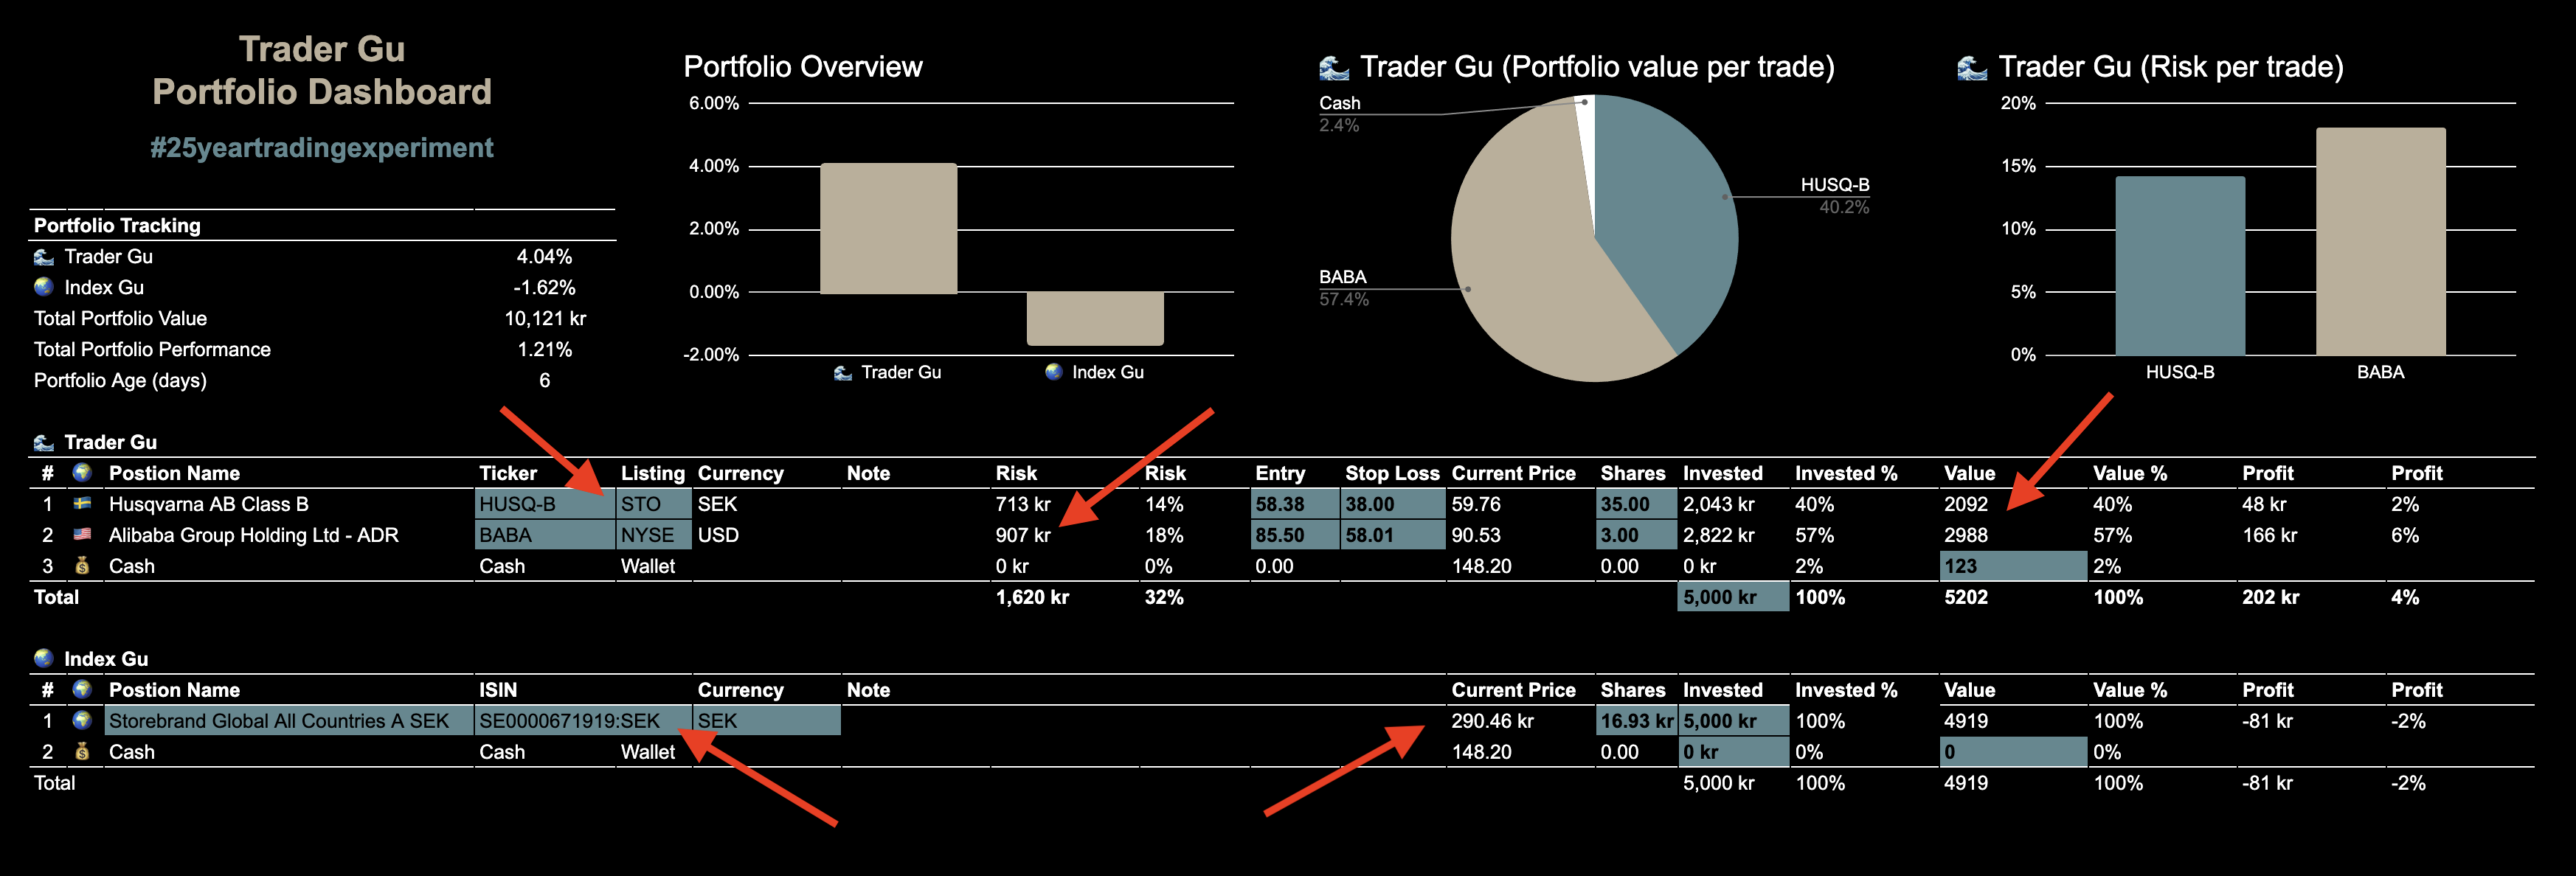 Trader Gu
Portfolio Dashboard
#25yeartradingexperiment
Portfolio Tracking
Trader Gu 4.04%
Index Gu -1.62%
Total Portfolio Value 10,121 kr
Total Portfolio Performance 1.21%
Portfolio Age (days) 6
Portfolio Overview
6.00%
4.00%
2.00%
0.00%
-2.00%
Trader Gu Index Gu
Trader Gu (Portfolio value per trade)
Cash
2.4%
HUSQ-B
40.2%
BABA
57.4%
Trader Gu (Risk per trade)
20%
15%
10%
5%
0%
HUSQ-B BABA
Trader Gu
# Postion Name Ticker Listing Currency Note Risk Risk Entry Stop Loss Current Price Shares Invested Invested % Value Value % Profit Profit
1 Husqvarna AB Class B HUSQ-B STO SEK 713 kr 14% 58.38 38.00 59.76 35.00 2,043 kr 40% 2092 40% 48 kr 2%
2 Alibaba Group Holding Ltd - ADR BABA NYSE USD 907 kr 18% 85.50 58.01 90.53 3.00 2,822 kr 57% 2988 57% 166 kr 6%
3 Cash Cash Wallet 0 kr 0% 0.00 148.20 0.00 0 kr 2% 123 2%
Total 1,620 kr 32% 5,000 kr 100% 5202 100% 202 kr 4%
Index Gu
# Postion Name ISIN Currency Note Current Price Shares Invested Invested % Value Value % Profit Profit
1 Storebrand Global All Countries A SEK SE0000671919:SEK SEK 290.46 kr 16.93 kr 5,000 kr 100% 4919 100% -81 kr -2%
2 Cash Cash Wallet 148.20 0.00 0 kr 0% 0 0%
Total 5,000 kr 100% 4919 100% -81 kr -2%